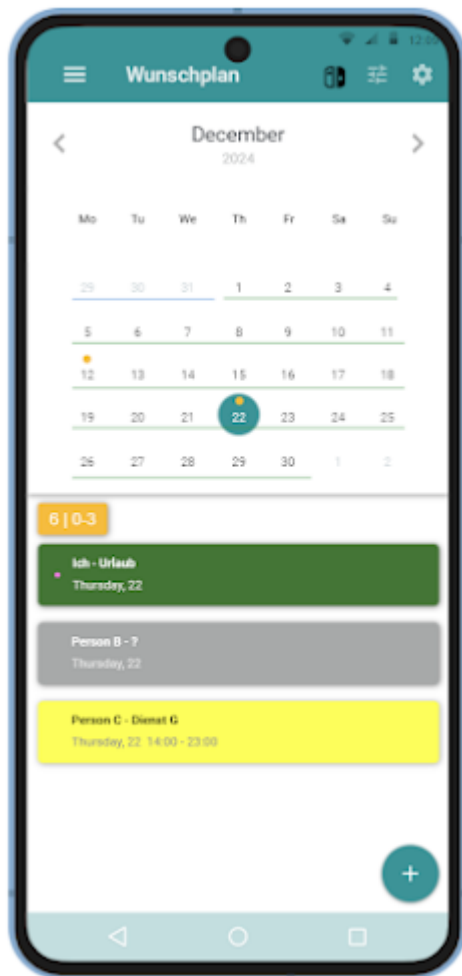 12:00
Wunschplan
December
2024
Mo Tu We Th Fr Sa Su
29 30 31 1 2 3 4
5 6 7 8 9 10 11
12 13 14 15 16 17 18
19 20 21 22 23 24 25
26 27 28 29 30 1 2
6 | 0-3
Ich - Urlaub
Thursday, 22
Person B - ?
Thursday, 22
Person C - Dienst G
Thursday, 22 14:00 - 23:00
+